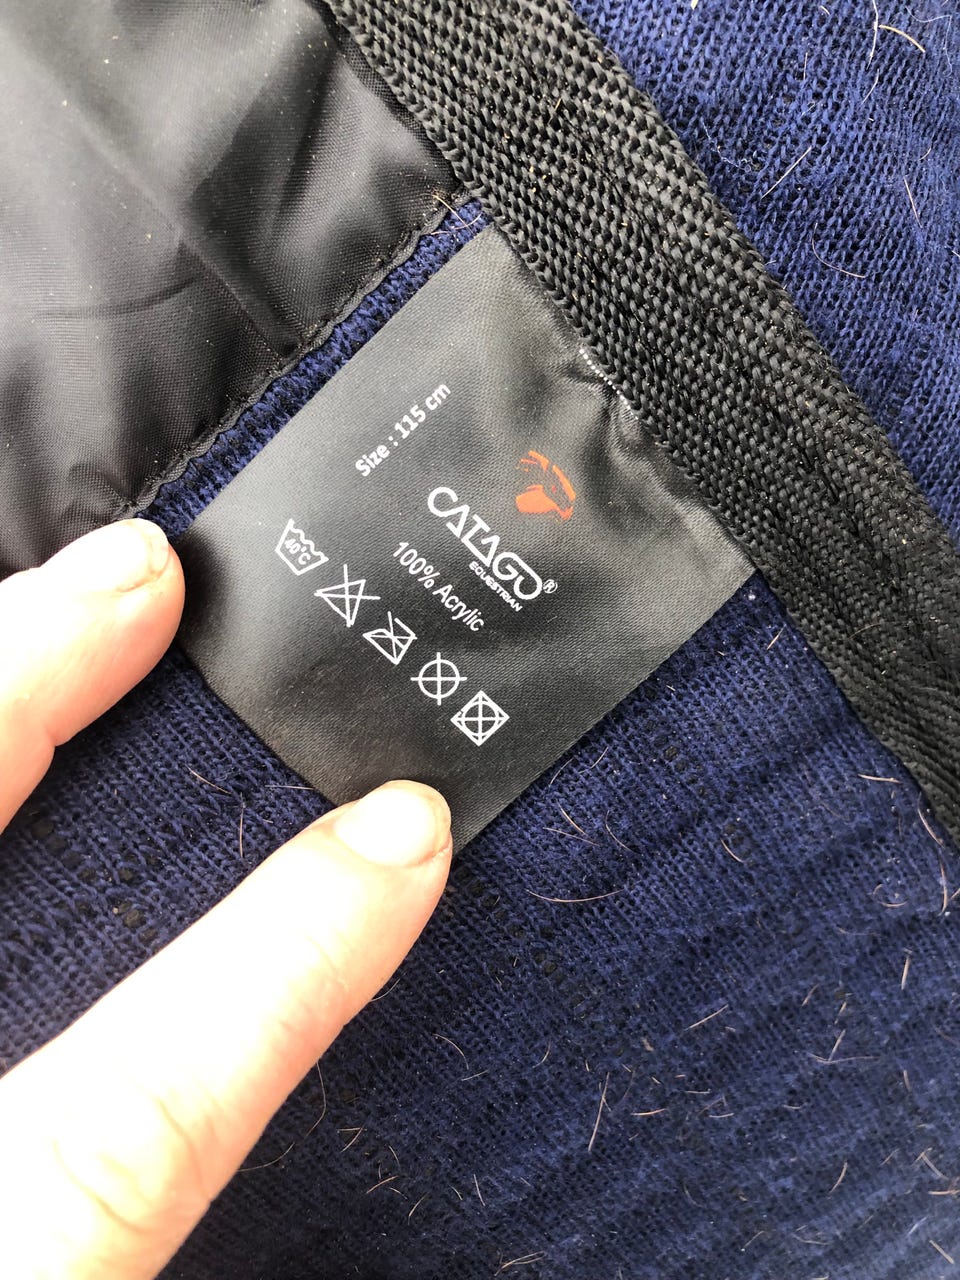 Size : 115 cm
CATAGO®
EQUESTRIAN
100% Acrylic
40°C